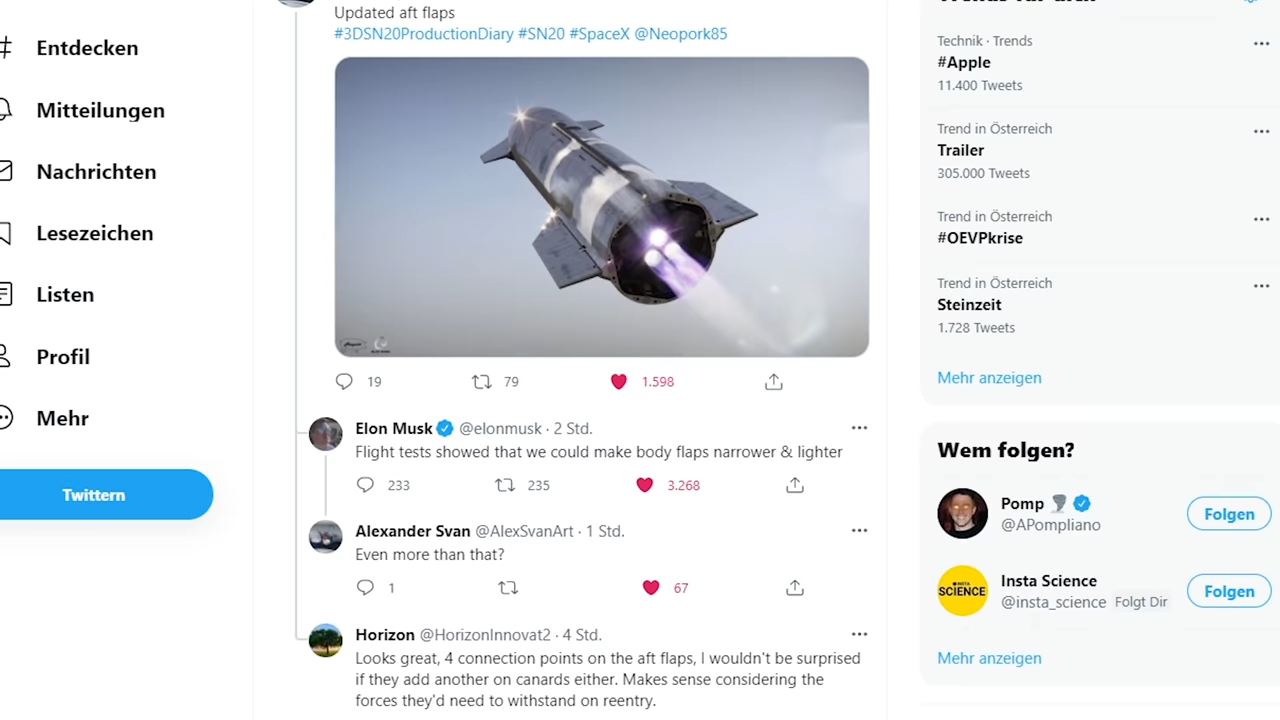 Entdecken
Mitteilungen
Nachrichten
Lesezeichen
Listen
Profil
Mehr
Twittern
Updated aft flaps
#3DSN20ProductionDiary #SN20 #SpaceX @Neopork85
19
79
1.598
Elon Musk @elonmusk · 2 Std.
Flight tests showed that we could make body flaps narrower & lighter
233
235
3.268
Alexander Svan @AlexSvanArt · 1 Std.
Even more than that?
1
67
Horizon @HorizonInnovat2 · 4 Std.
Looks great, 4 connection points on the aft flaps, I wouldn't be surprised
if they add another on canards either. Makes sense considering the
forces they'd need to withstand on reentry.
Technik · Trends
#Apple
11.400 Tweets
Trend in Österreich
Trailer
305.000 Tweets
Trend in Österreich
#OEVPkrise
Trend in Österreich
Steinzeit
1.728 Tweets
Mehr anzeigen
Wem folgen?
Pomp
@APompliano
Folgen
INSTA
SCIENCE
Insta Science
@insta_science Folgt Dir
Folgen
Mehr anzeigen